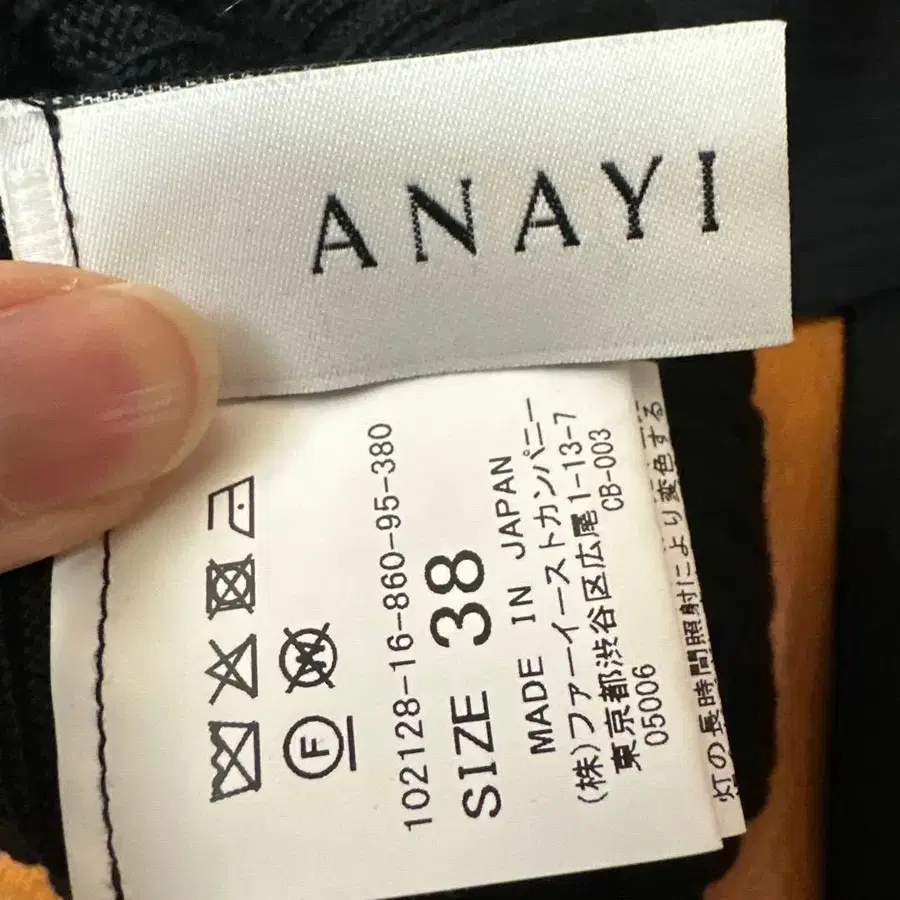 ANAYI
102128-16-860-95-380
SIZE 38
MADE IN JAPAN
(株)ファーイーストカンパニー
東京都渋谷区広尾1-13-7
05006 CB-003
灯の長時間照射により変色する
W
F